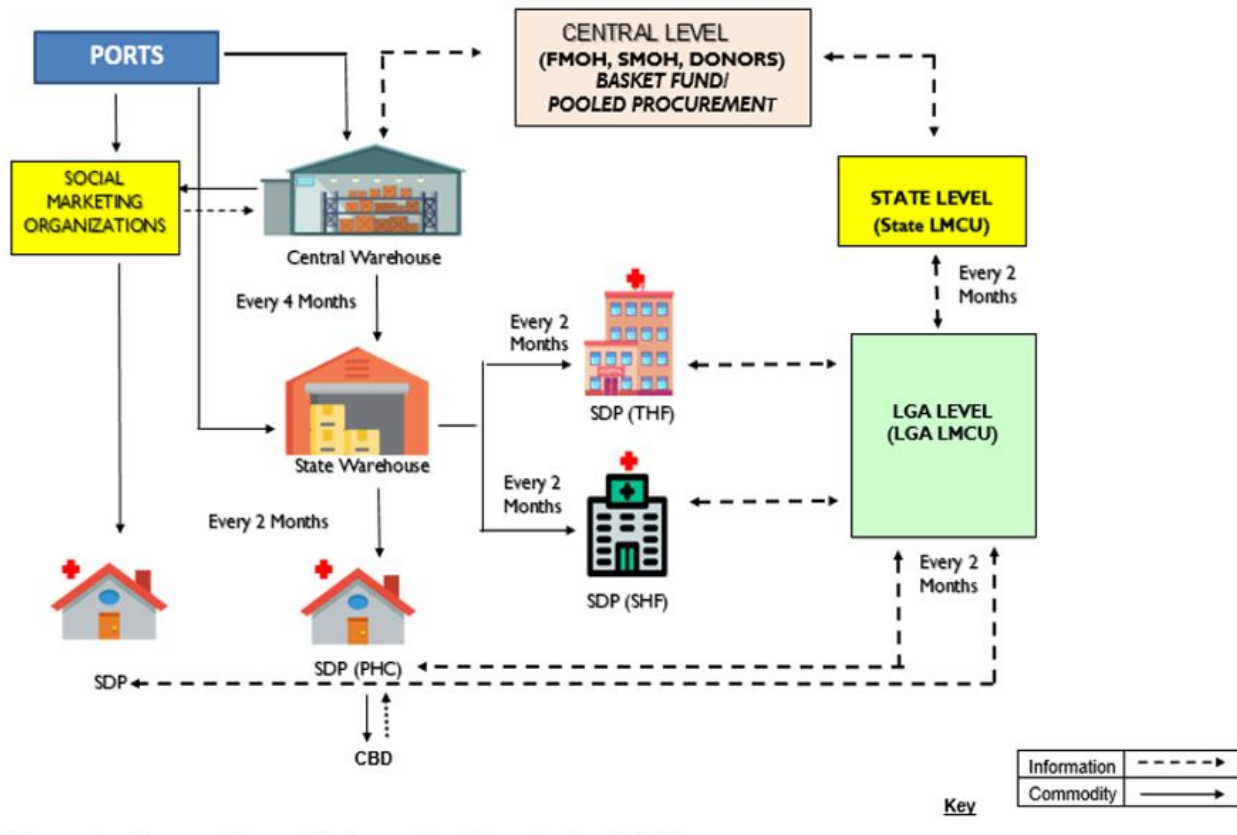 PORTS
CENTRAL LEVEL
(FMOH, SMOH, DONORS)
BASKET FUND/
POOLED PROCUREMENT
SOCIAL
MARKETING
ORGANIZATIONS
STATE LEVEL
(State LMCU)
Central Warehouse
Every 4 Months
Every 2
Months
Every 2
Months
SDP (THF)
LGA LEVEL
(LGA LMCU)
State Warehouse
Every 2 Months
Every 2
Months
SDP (SHF)
Every 2
Months
SDP
SDP (PHC)
CBD
Key
Information
Commodity